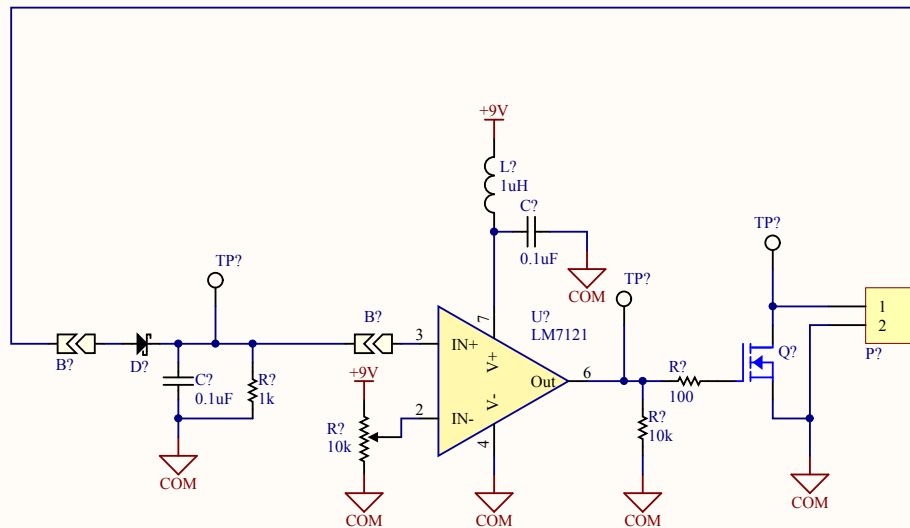 +9V
L?
1uH
C?
0.1uF
COM
TP?
TP?
TP?
B?
D?
C?
0.1uF
R?
1k
COM
B?
+9V
R?
10k
COM
3
IN+
2
IN-
7
V+
V-
4
COM
U?
LM7121
Out
6
R?
100
R?
10k
COM
Q?
1
2
P?
COM